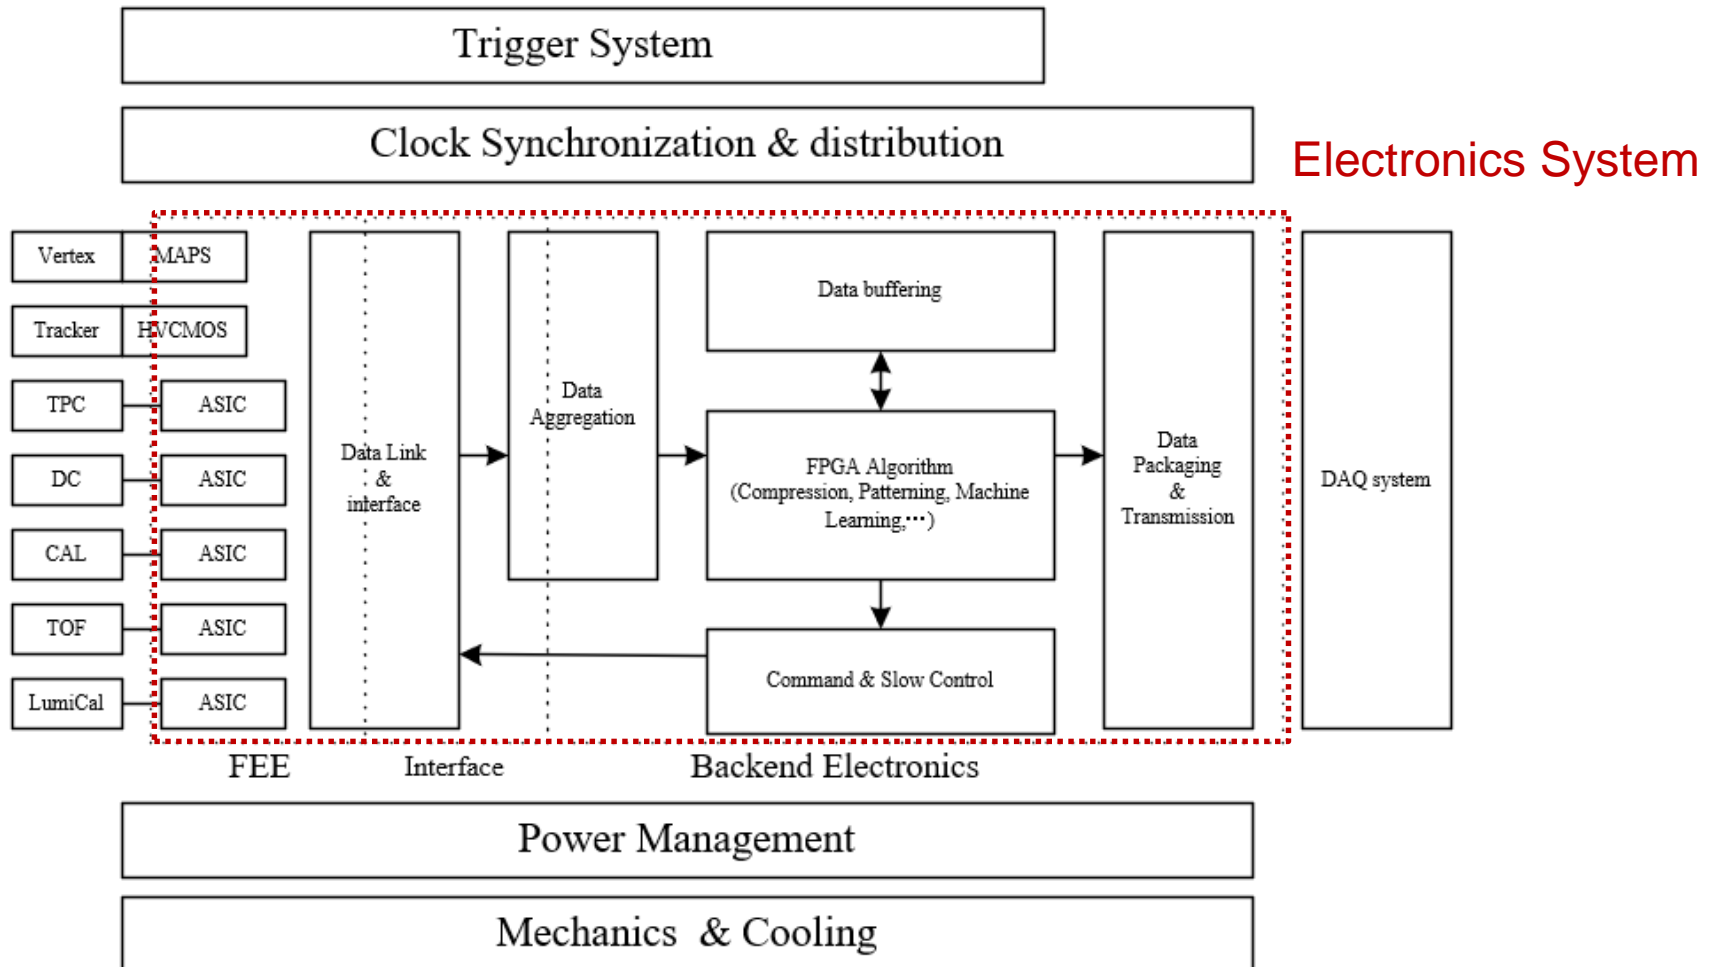 Trigger System
Clock Synchronization & distribution
Electronics System
Vertex
MAPS
Tracker
HVCMOS
TPC
ASIC
DC
ASIC
CAL
ASIC
TOF
ASIC
LumiCal
ASIC
Data Link
&
interface
Data
Aggregation
Data buffering
FPGA Algorithm
(Compression, Patterning, Machine
Learning,⋯)
Command & Slow Control
Data
Packaging
&
Transmission
DAQ system
FEE
Interface
Backend Electronics
Power Management
Mechanics & Cooling